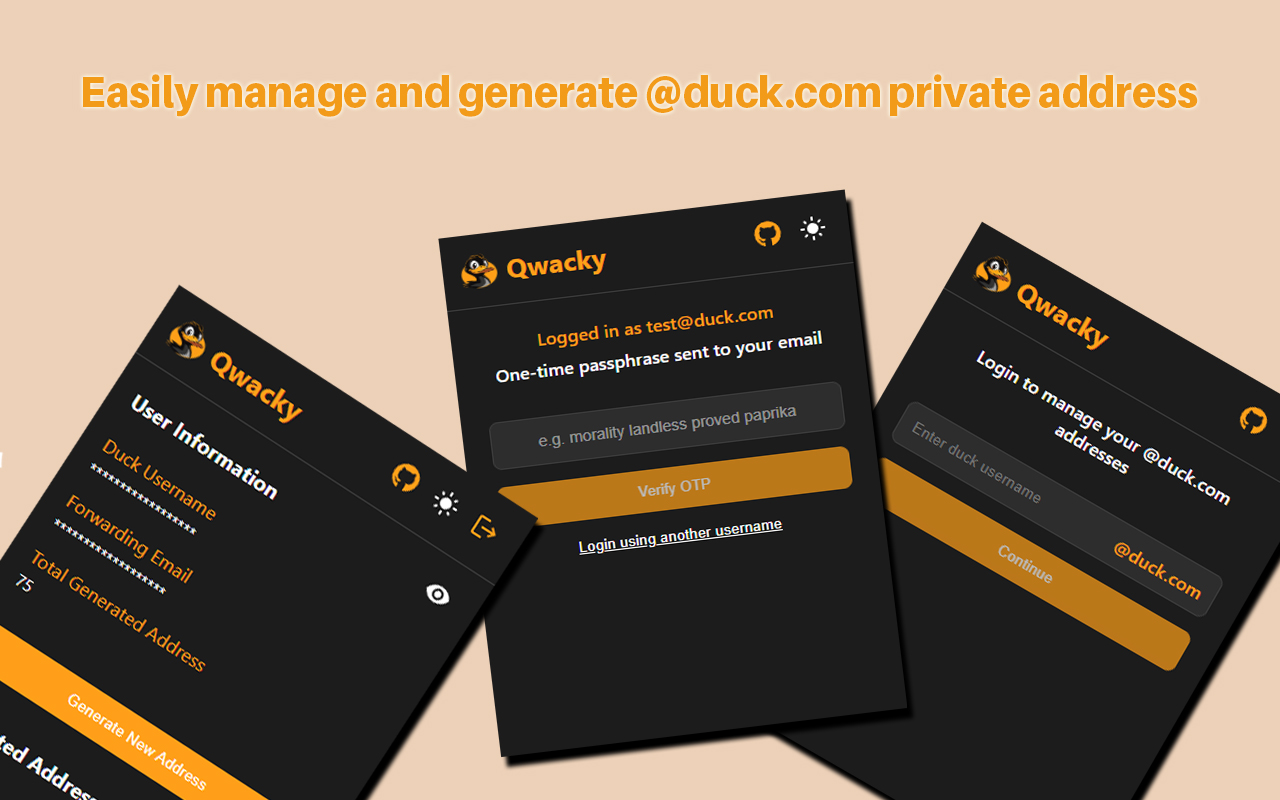 Easily manage and generate @duck.com private address
Qwacky
User Information
Duck Username
*****************
Forwarding Email
******************
Total Generated Address
75
Generate New Address
Qwacky
Logged in as test@duck.com
One-time passphrase sent to your email
e.g. morality landless proved paprika
Verify OTP
Login using another username
Qwacky
Login to manage your @duck.com
addresses
Enter duck username
@duck.com
Continue